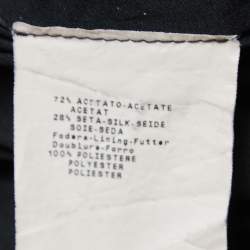 72% ACETATO-ACETATE
ACETAT
28% SETA-SILK-SEIDE
SOIE-SEDA
Fodera-Lining-Futter
Doublure-Forro
100% POLIESTERE
POLYESTER
POLIESTER